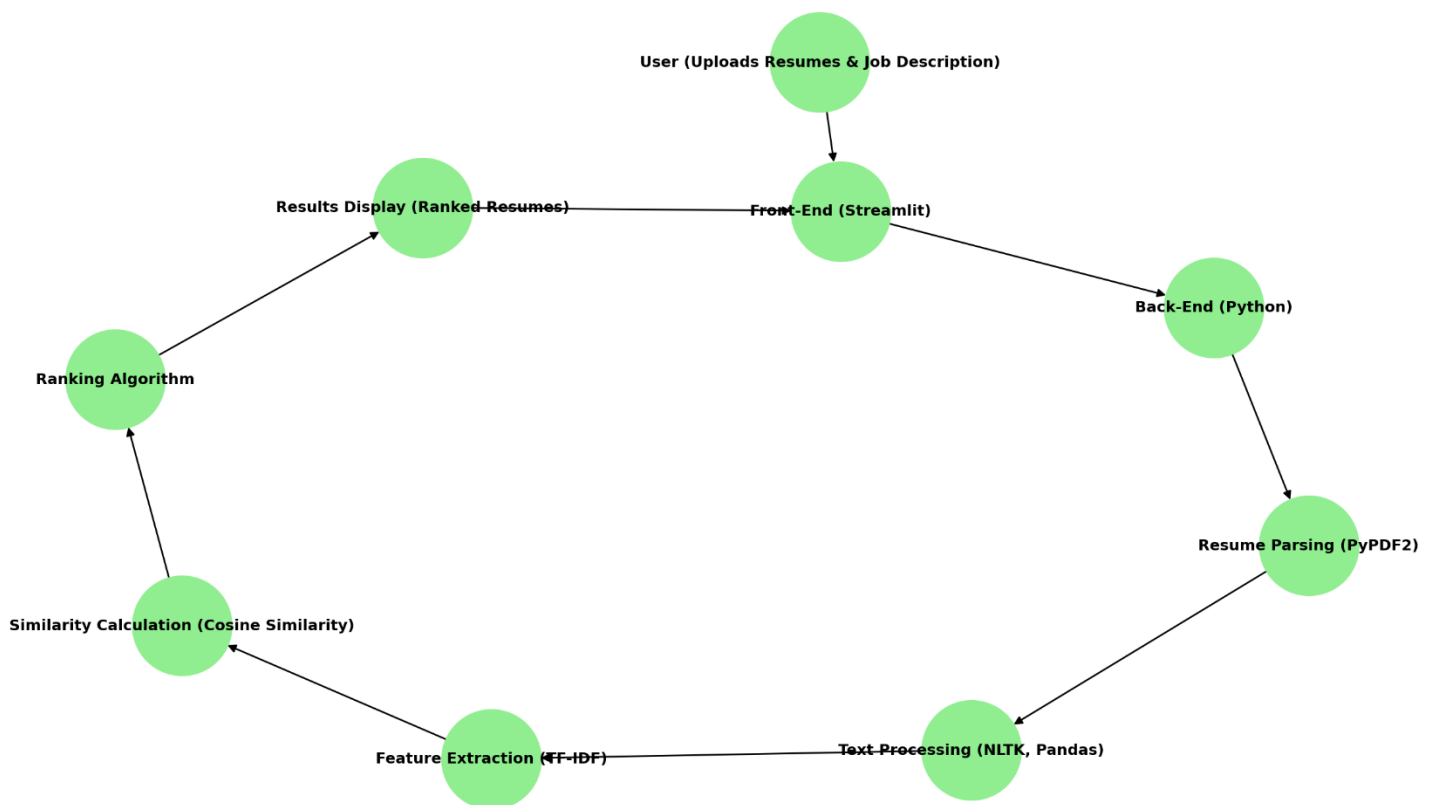 User (Uploads Resumes & Job Description)
Results Display (Ranked Resumes)
Front-End (Streamlit)
Back-End (Python)
Ranking Algorithm
Resume Parsing (PyPDF2)
Similarity Calculation (Cosine Similarity)
Text Processing (NLTK, Pandas)
Feature Extraction (TF-IDF)